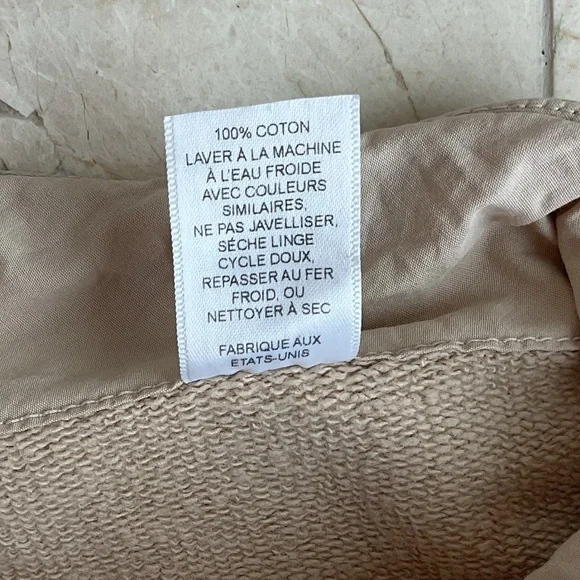 100% COTON
LAVER À LA MACHINE
À L'EAU FROIDE
AVEC COULEURS
SIMILAIRES,
NE PAS JAVELLISER,
SÉCHE LINGE
CYCLE DOUX,
REPASSER AU FER
FROID, OU
NETTOYER À SEC
FABRIQUE AUX
ETATS-UNIS